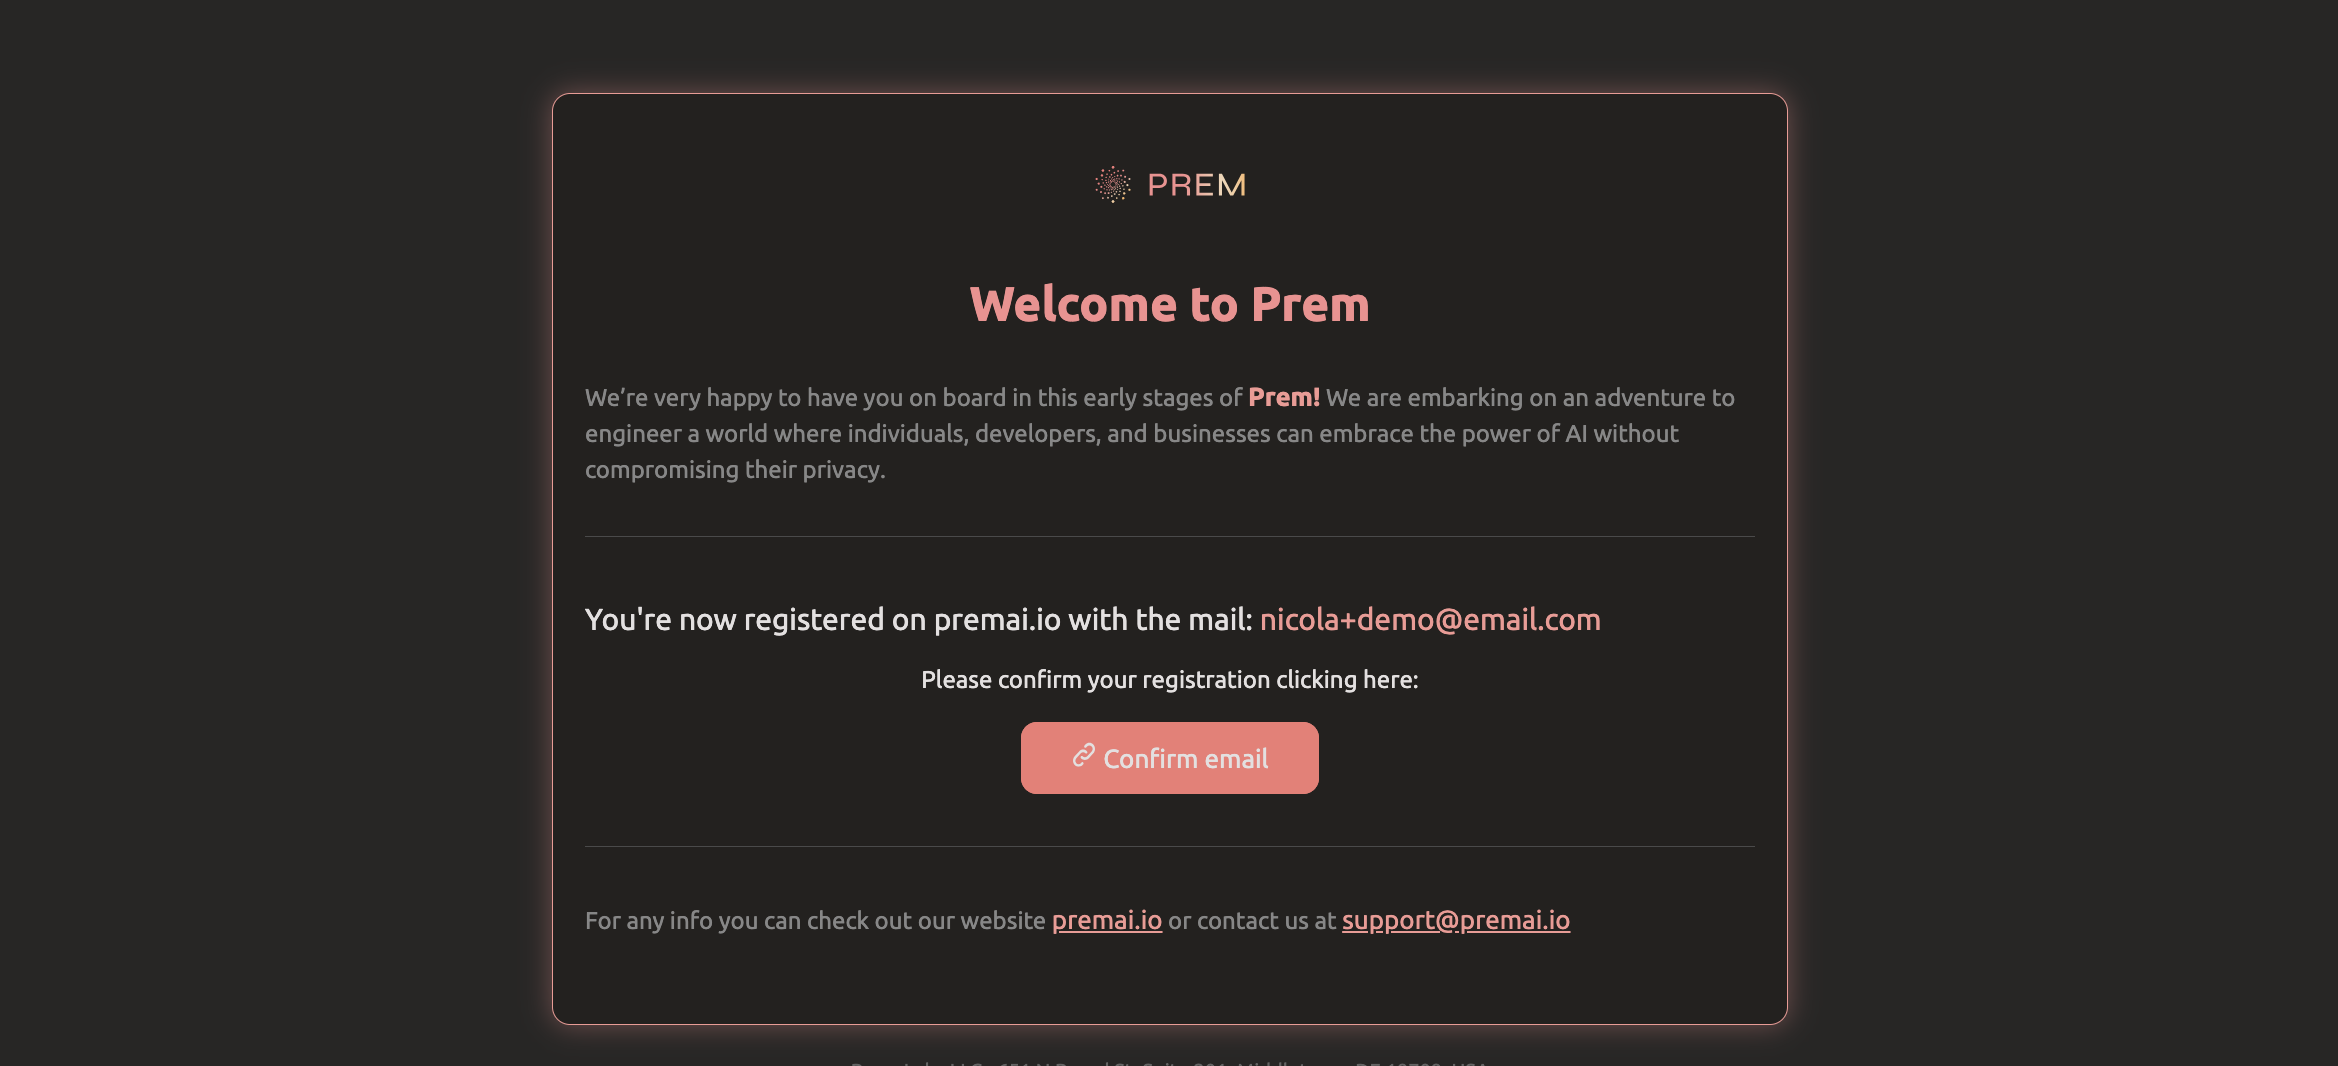 PREM
Welcome to Prem
We’re very happy to have you on board in this early stages of Prem! We are embarking on an adventure to
engineer a world where individuals, developers, and businesses can embrace the power of AI without
compromising their privacy.
You're now registered on premai.io with the mail: nicola+demo@email.com
Please confirm your registration clicking here:
Confirm email
For any info you can check out our website premai.io or contact us at support@premai.io